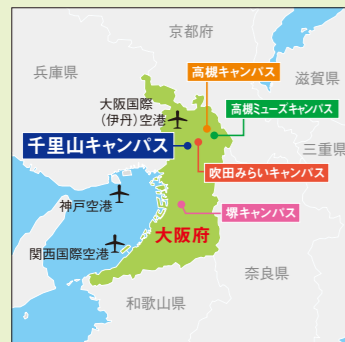 京都府
兵庫県
滋賀県
高槻キャンパス
大阪国際
（伊丹）空港
高槻ミューズキャンパス
千里山キャンパス
三重県
吹田みらいキャンパス
神戸空港
堺キャンパス
大阪府
関西国際空港
奈良県
和歌山県